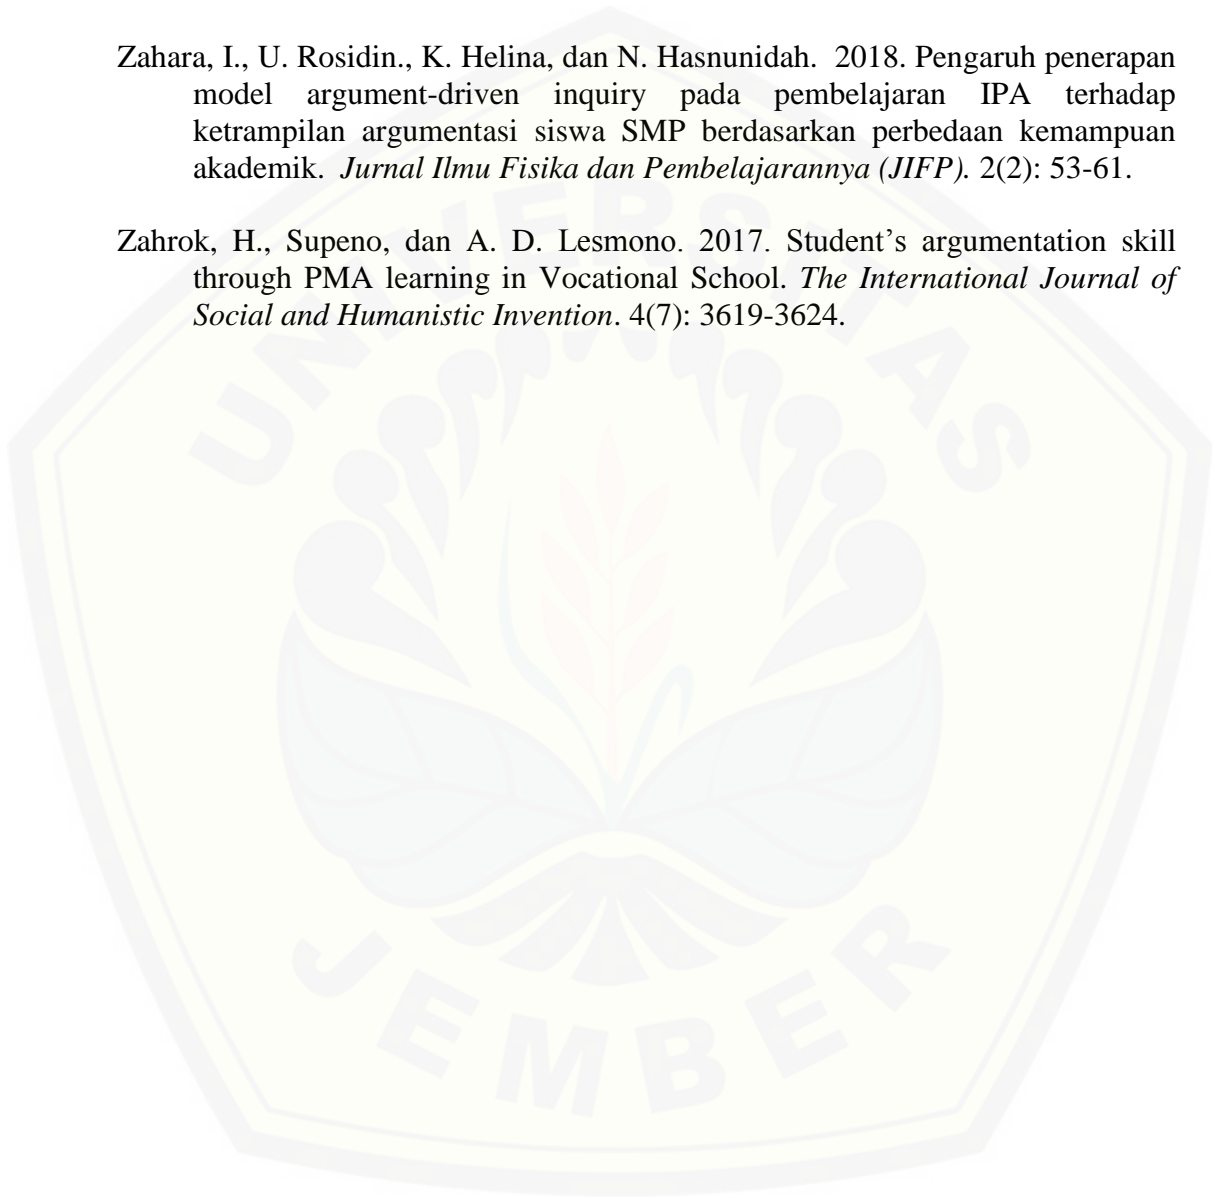 Zahara, I., U. Rosidin., K. Helina, dan N. Hasnunidah. 2018. Pengaruh penerapan
model argument-driven inquiry pada pembelajaran IPA terhadap
ketrampilan argumentasi siswa SMP berdasarkan perbedaan kemampuan
akademik. Jurnal Ilmu Fisika dan Pembelajarannya (JIFP). 2(2): 53-61.
Zahrok, H., Supeno, dan A. D. Lesmono. 2017. Student’s argumentation skill
through PMA learning in Vocational School. The International Journal of
Social and Humanistic Invention. 4(7): 3619-3624.
UNIVERSITAS
JEMBER